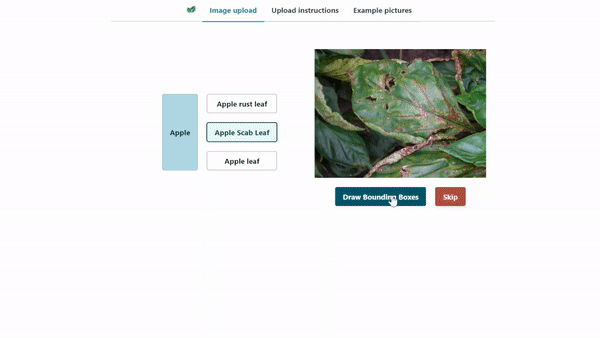 Image upload
Upload instructions
Example pictures
Apple
Apple rust leaf
Apple Scab Leaf
Apple leaf
Draw Bounding Boxes
Skip